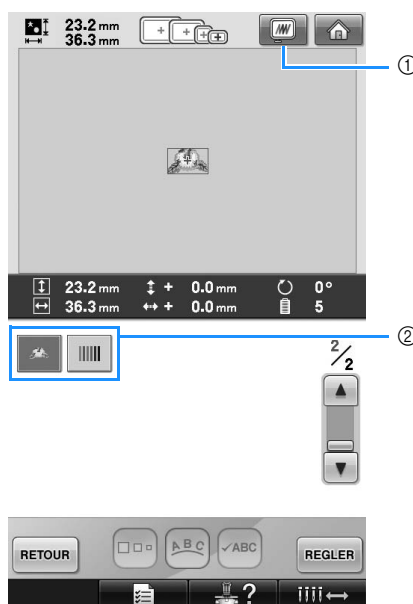 23.2 mm
36.3 mm
①
23.2 mm + 0.0 mm 0°
36.3 mm + 0.0 mm 5
②
2/2
RETOUR
ABC
✓ABC
REGLER
?